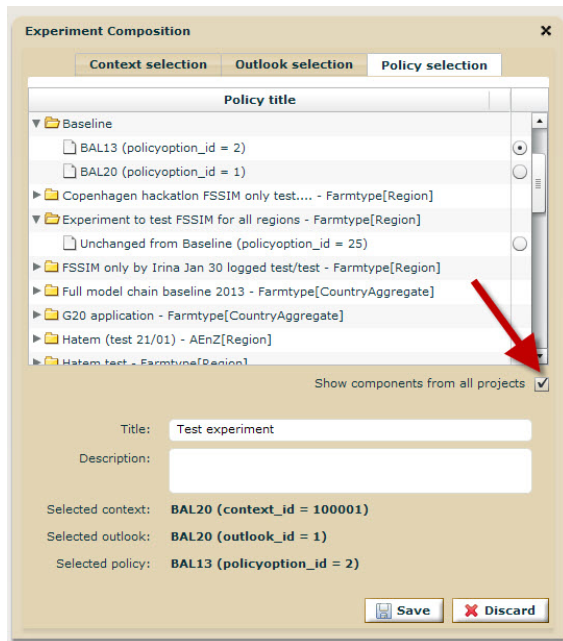 Experiment Composition
Context selection Outlook selection Policy selection
Policy title
Baseline
BAL13 (policyoption_id = 2)
BAL20 (policyoption_id = 1)
Copenhagen hackatlon FSSIM only test.... - Farmtype[Region]
Experiment to test FSSIM for all regions - Farmtype[Region]
Unchanged from Baseline (policyoption_id = 25)
FSSIM only by Irina Jan 30 logged test/test - Farmtype[Region]
Full model chain baseline 2013 - Farmtype[CountryAggregate]
G20 application - Farmtype[CountryAggregate]
Hatem (test 21/01) - AEnZ[Region]
Hatem test - Farmtype[Region]
Show components from all projects
Title: Test experiment
Description:
Selected context: BAL20 (context_id = 100001)
Selected outlook: BAL20 (outlook_id = 1)
Selected policy: BAL13 (policyoption_id = 2)
Save Discard